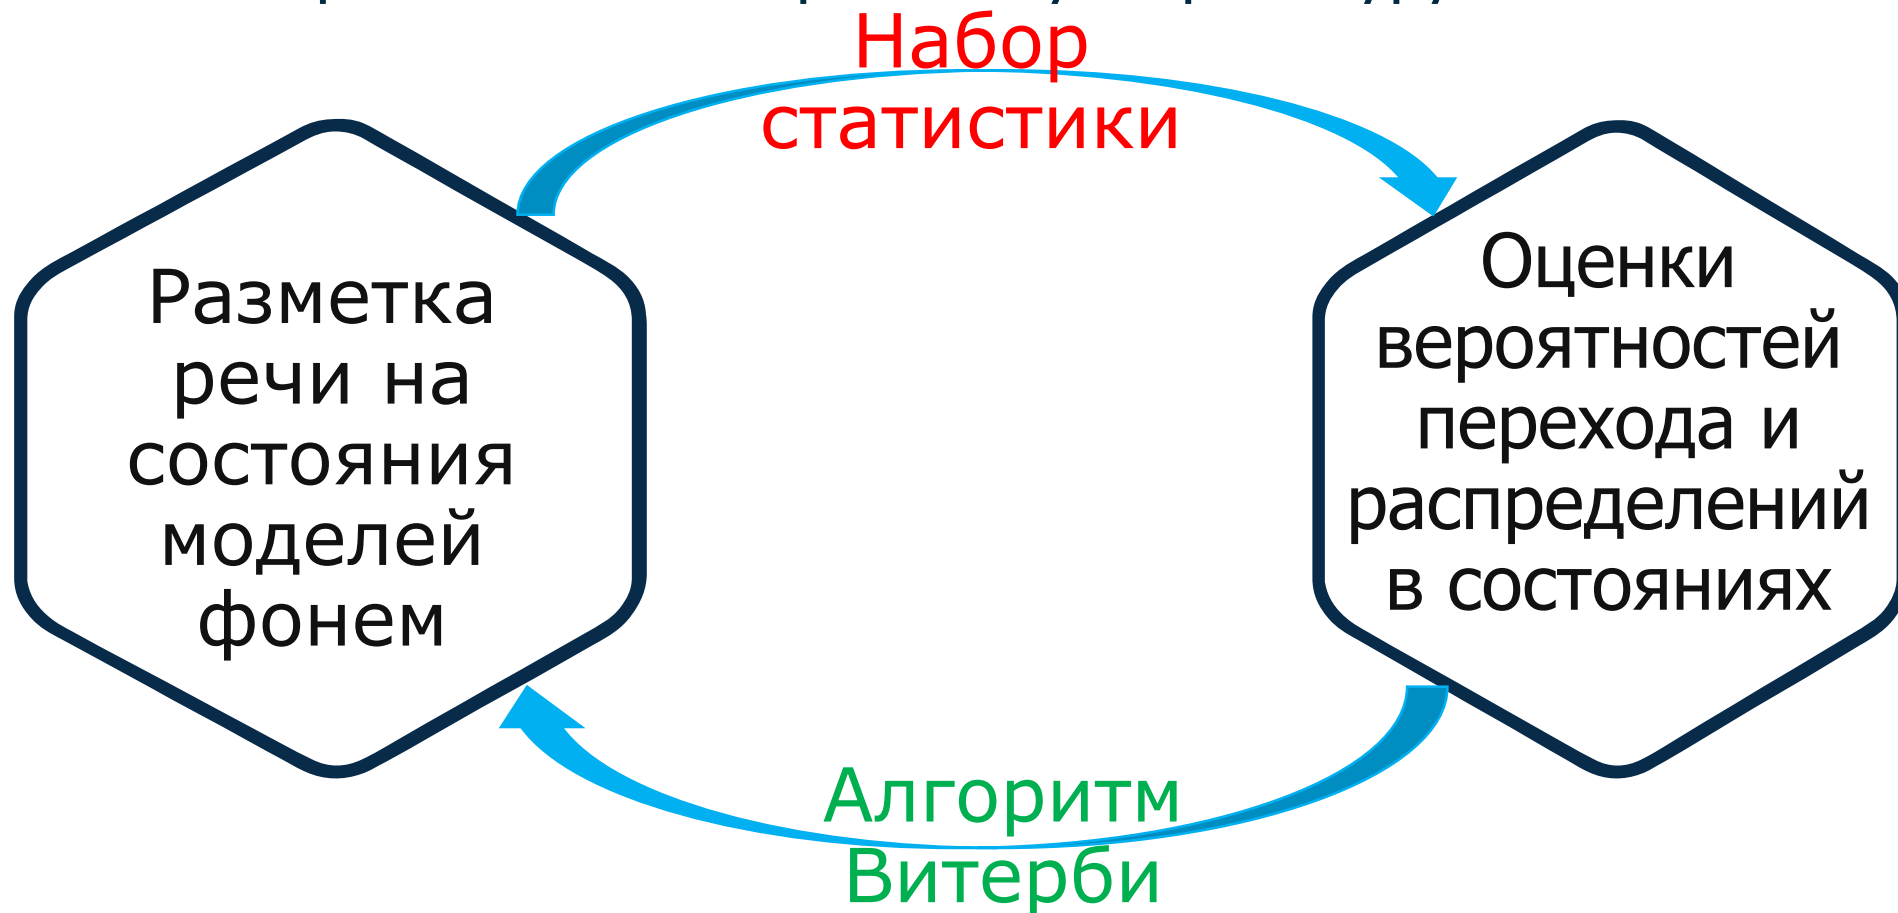 Набор
статистики
Разметка
речи на
состояния
моделей
фонем
Оценки
вероятностей
перехода и
распределений
в состояниях
Алгоритм
Витерби